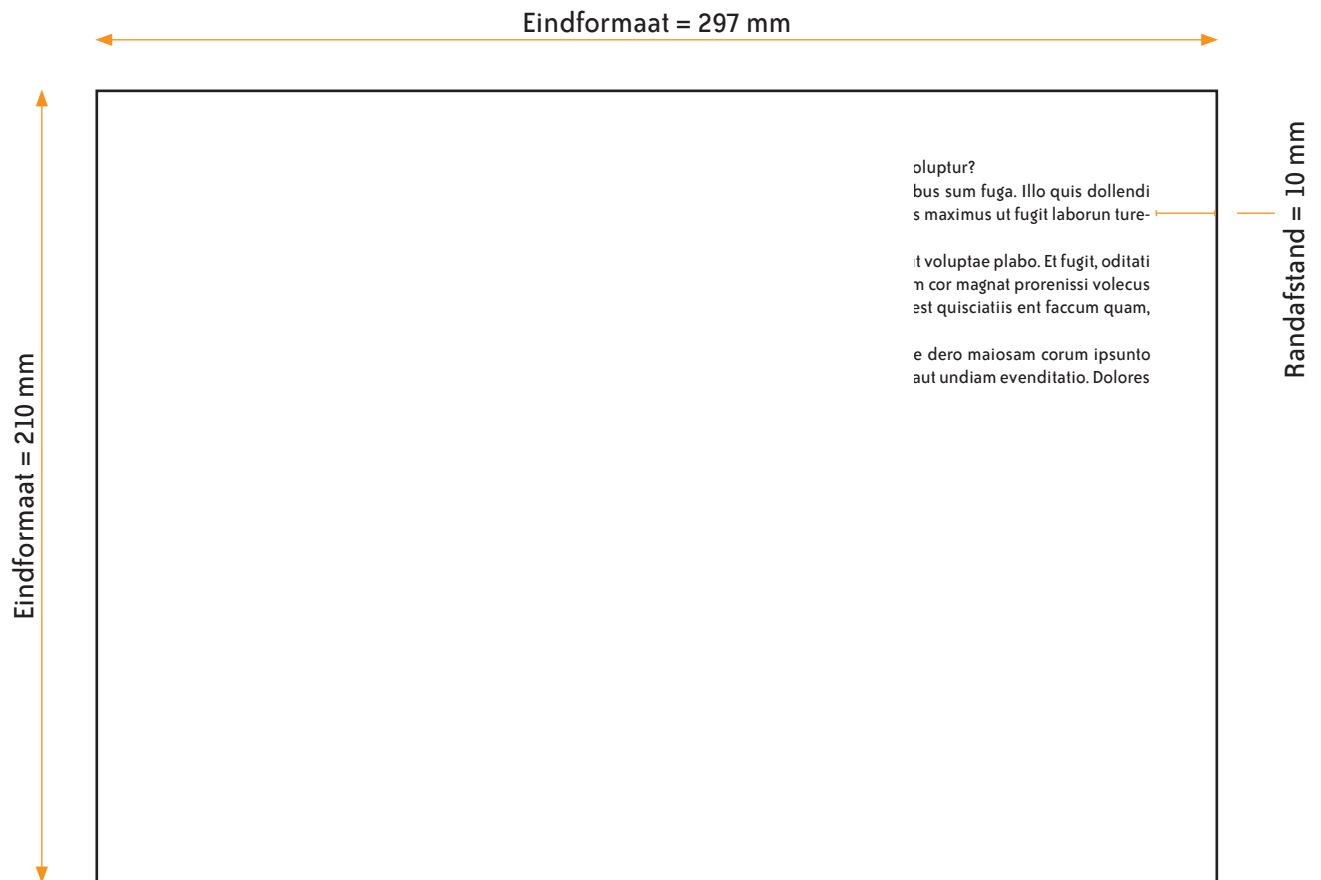 Eindformaat = 297 mm
Eindformaat = 210 mm
oluptur?
bus sum fuga. Illo quis dollendi
s maximus ut fugit laborun ture-
t voluptae plabo. Et fugit, oditati
m cor magnat prorenissi volecus
est quisciatiis ent faccum quam,
e dero maiosam corum ipsunto
aut undiam evenditatio. Dolores
Randafstand = 10 mm